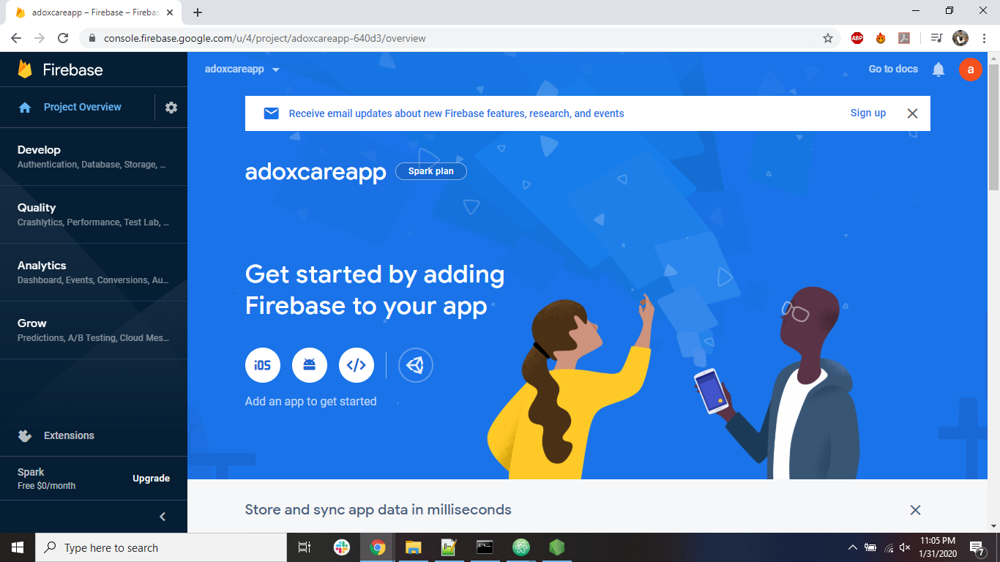 adoxcareapp – Firebase – Firebas
console.firebase.google.com/u/4/project/adoxcareapp-640d3/overview
ABP
Firebase
adoxcareapp
Go to docs
a
Project Overview
Receive email updates about new Firebase features, research, and events
Sign up
Develop
Authentication, Database, Storage, ...
adoxcareapp
Spark plan
Quality
Crashlytics, Performance, Test Lab, ...
Analytics
Dashboard, Events, Conversions, Au...
Get started by adding
Firebase to your app
Grow
Predictions, A/B Testing, Cloud Mes...
iOS
Add an app to get started
Extensions
Spark
Free $0/month
Upgrade
Store and sync app data in milliseconds
Type here to search
11:05 PM
1/31/2020
7